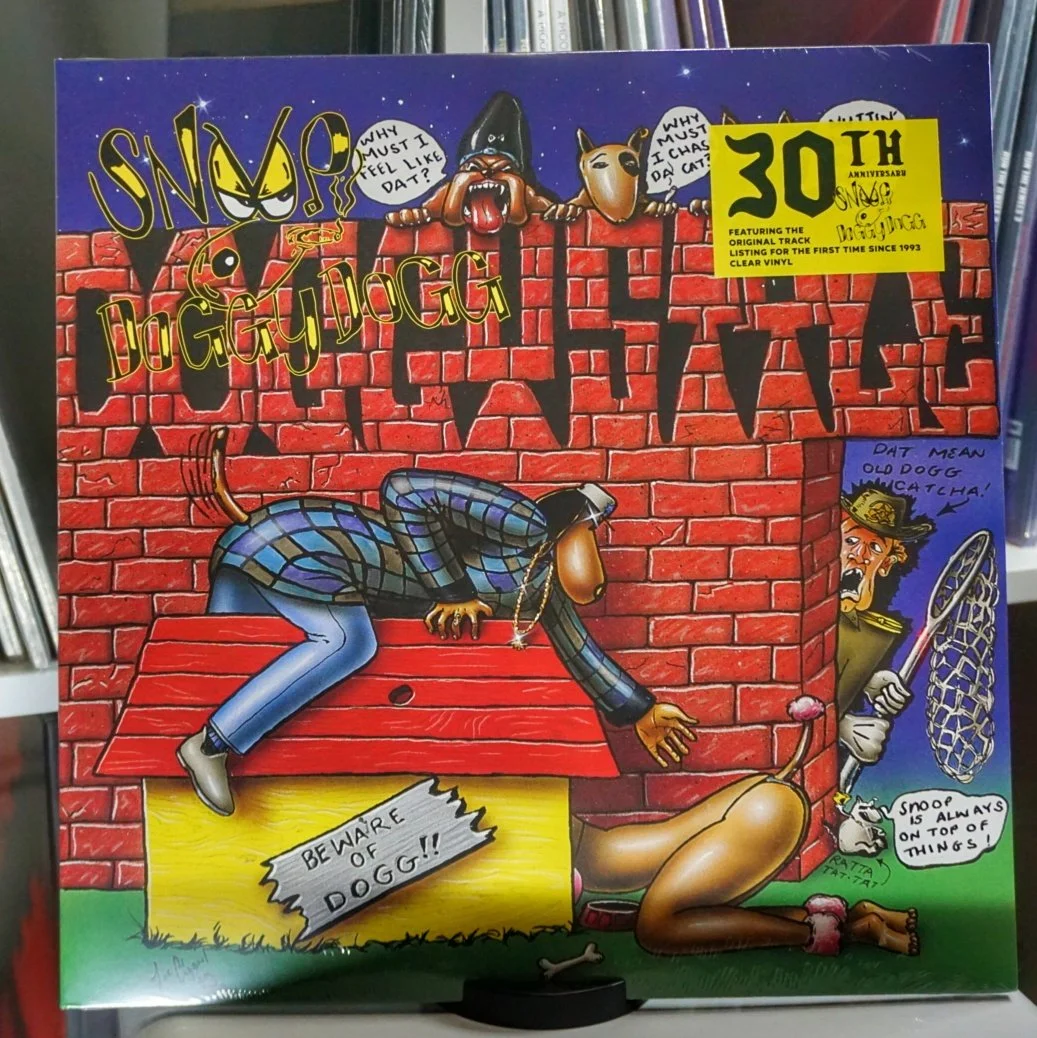 SNOOP
DOGGY DOGG
WHY
MUST I
FEEL LIKE
DAT?
WHY
MUST
I CHAS
DA CAT?
30TH
ANNIVERSARY
SNOOP
DOGGY DOGG
FEATURING THE
ORIGINAL TRACK
LISTING FOR THE FIRST TIME SINCE 1993
CLEAR VINYL
DOGGYSTYLE
DAT MEAN
OLD DOGG
CATCHA!
BEWARE
OF
DOGG!!
SNOOP
IS ALWAYS
ON TOP OF
THINGS!
RATTA
TAT-TAT